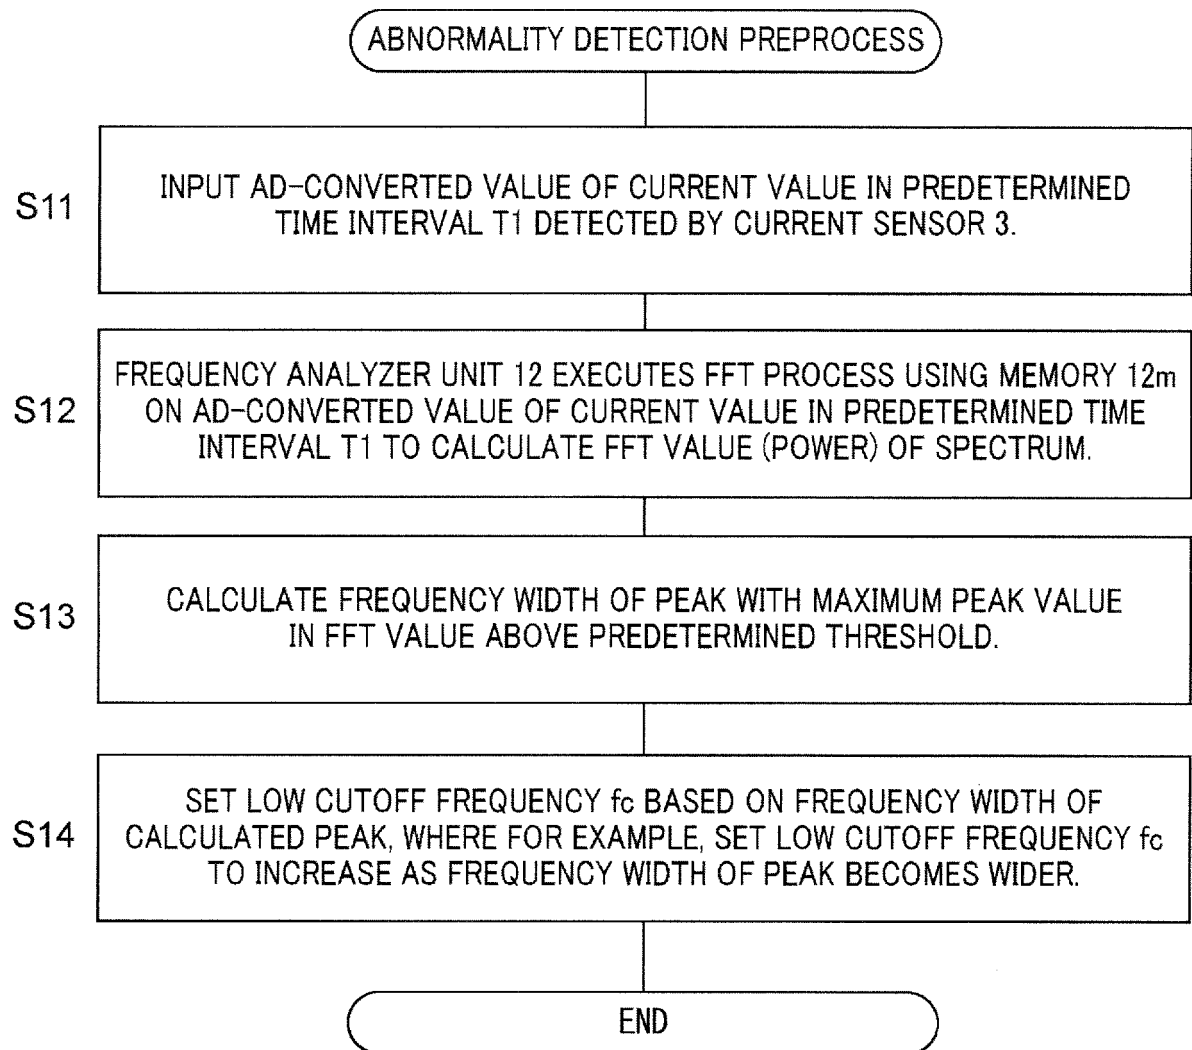 ABNORMALITY DETECTION PREPROCESS
S11
INPUT AD-CONVERTED VALUE OF CURRENT VALUE IN PREDETERMINED
TIME INTERVAL T1 DETECTED BY CURRENT SENSOR 3.
S12
FREQUENCY ANALYZER UNIT 12 EXECUTES FFT PROCESS USING MEMORY 12m
ON AD-CONVERTED VALUE OF CURRENT VALUE IN PREDETERMINED TIME
INTERVAL T1 TO CALCULATE FFT VALUE (POWER) OF SPECTRUM.
S13
CALCULATE FREQUENCY WIDTH OF PEAK WITH MAXIMUM PEAK VALUE
IN FFT VALUE ABOVE PREDETERMINED THRESHOLD.
S14
SET LOW CUTOFF FREQUENCY fc BASED ON FREQUENCY WIDTH OF
CALCULATED PEAK, WHERE FOR EXAMPLE, SET LOW CUTOFF FREQUENCY fc
TO INCREASE AS FREQUENCY WIDTH OF PEAK BECOMES WIDER.
END